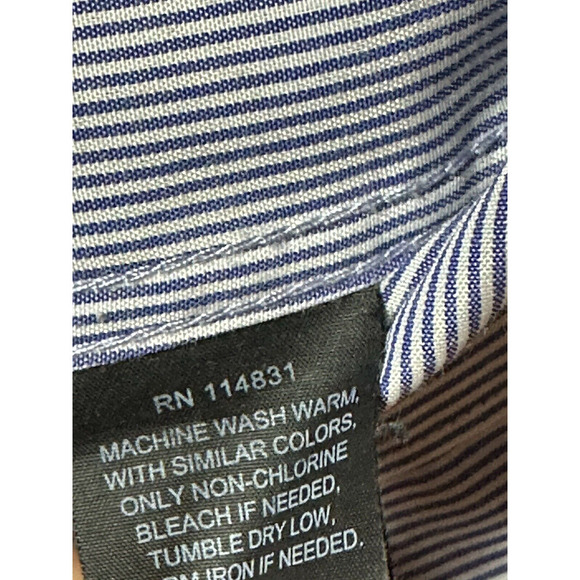 RN 114831
MACHINE WASH WARM,
WITH SIMILAR COLORS,
ONLY NON-CHLORINE
BLEACH IF NEEDED,
TUMBLE DRY LOW,
IRON IF NEEDED.